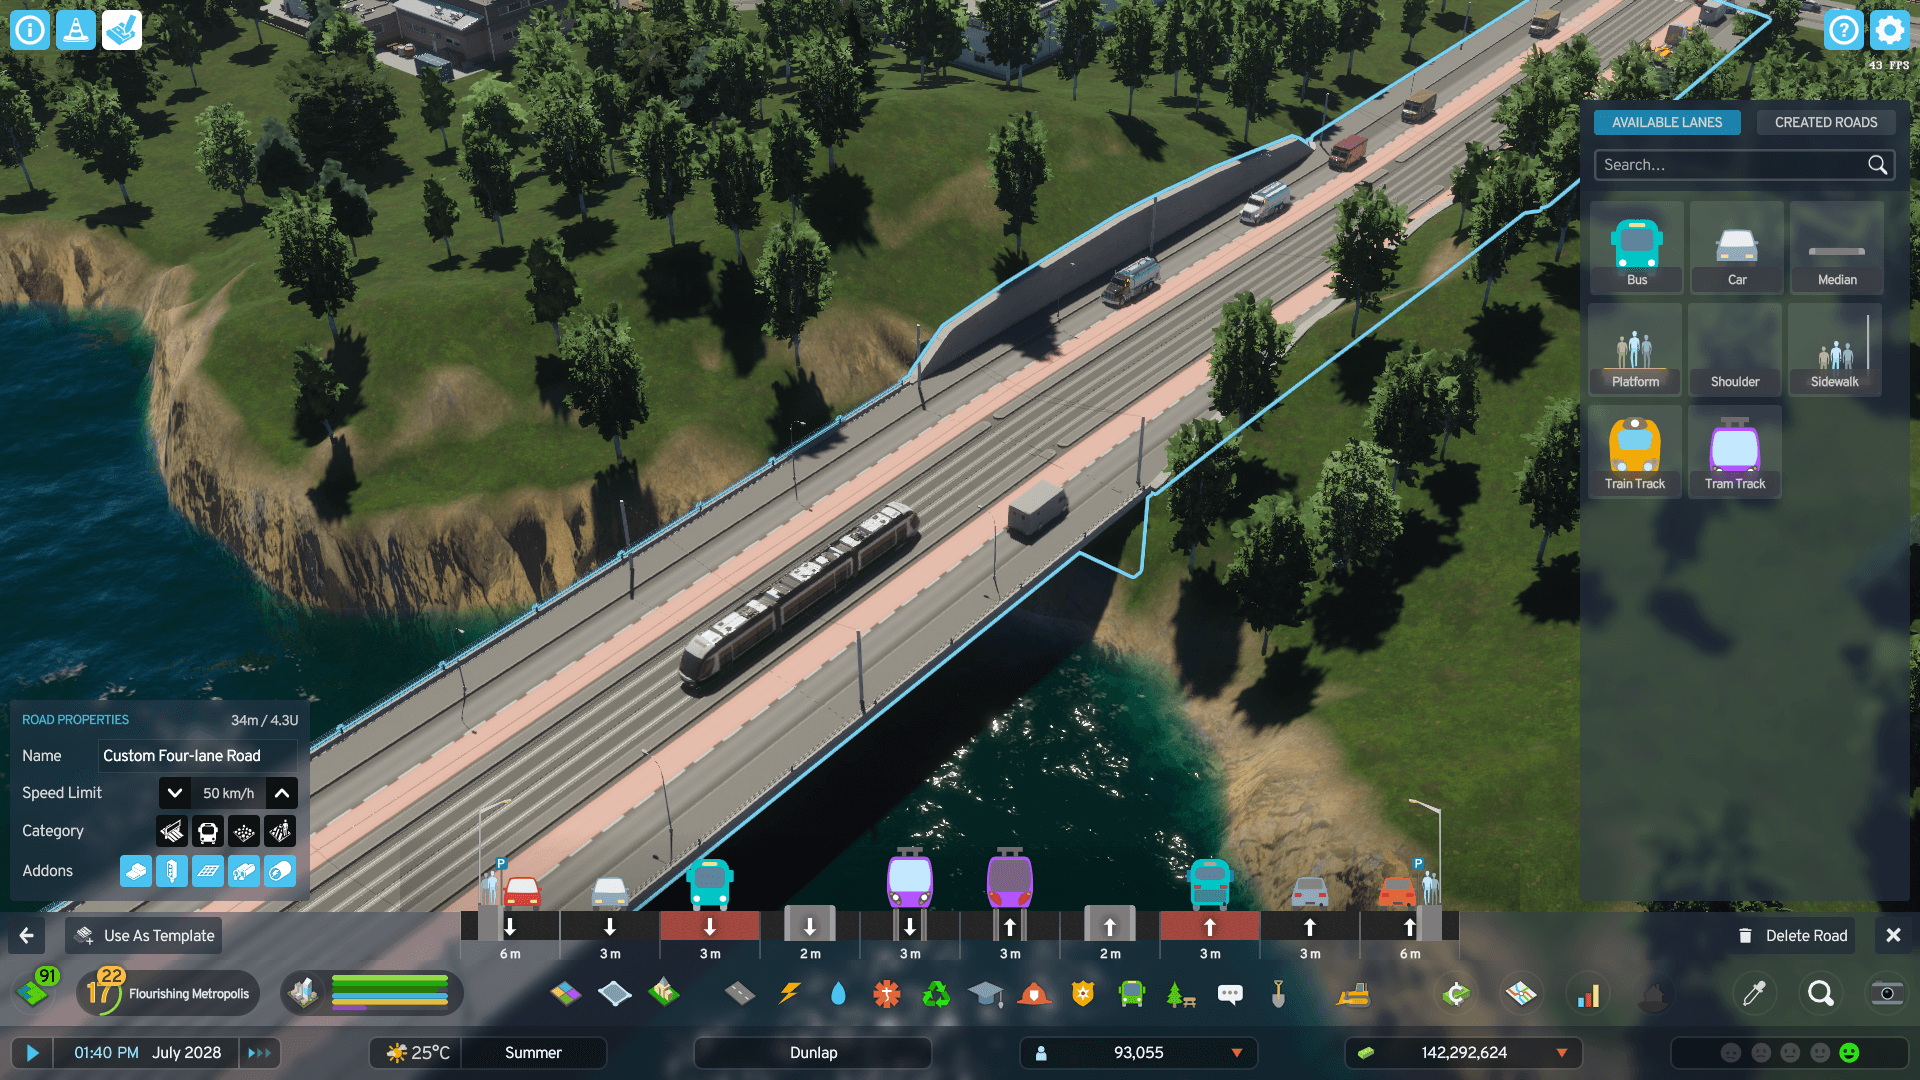 43 FPS
AVAILABLE LANES
CREATED ROADS
Search...
Bus
Car
Median
Platform
Shoulder
Sidewalk
Train Track
Tram Track
ROAD PROPERTIES
34m / 4.3U
Name
Custom Four-lane Road
Speed Limit
50 km/h
Category
Addons
P
P
Use As Template
6 m
3 m
3 m
2 m
3 m
3 m
2 m
3 m
3 m
6 m
Delete Road
91
22
17
Flourishing Metropolis
01:40 PM
July 2028
25°C
Summer
Dunlap
93,055
142,292,624